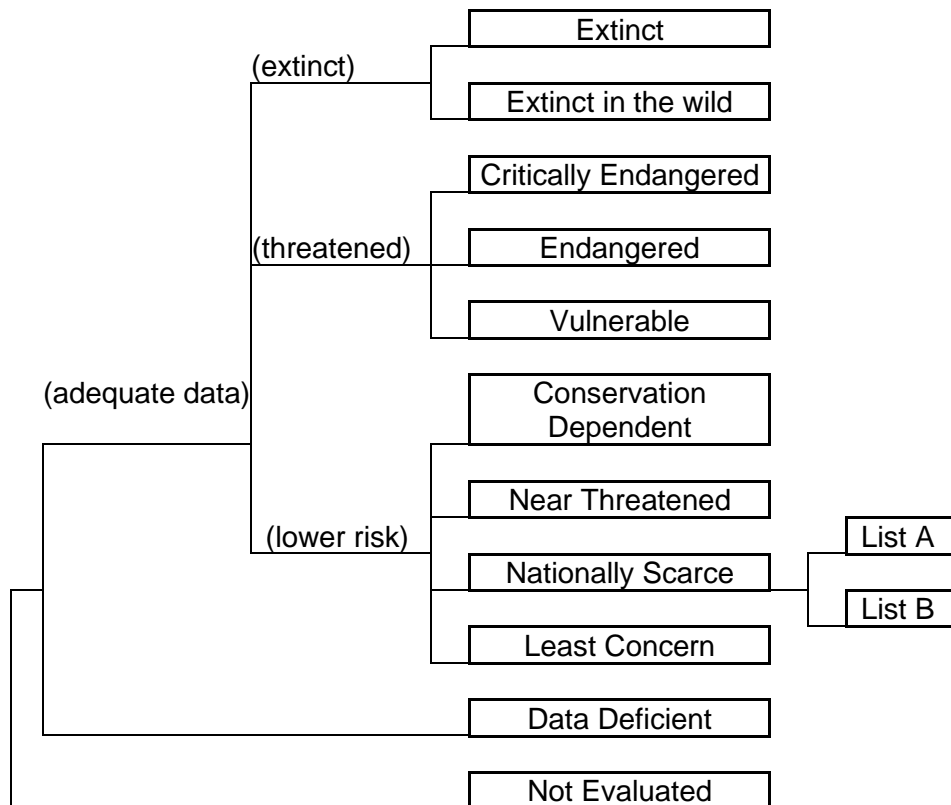 Extinct
(extinct)
Extinct in the wild
Critically Endangered
(threatened)
Endangered
Vulnerable
(adequate data)
Conservation
Dependent
Near Threatened
(lower risk)
List A
Nationally Scarce
List B
Least Concern
Data Deficient
Not Evaluated